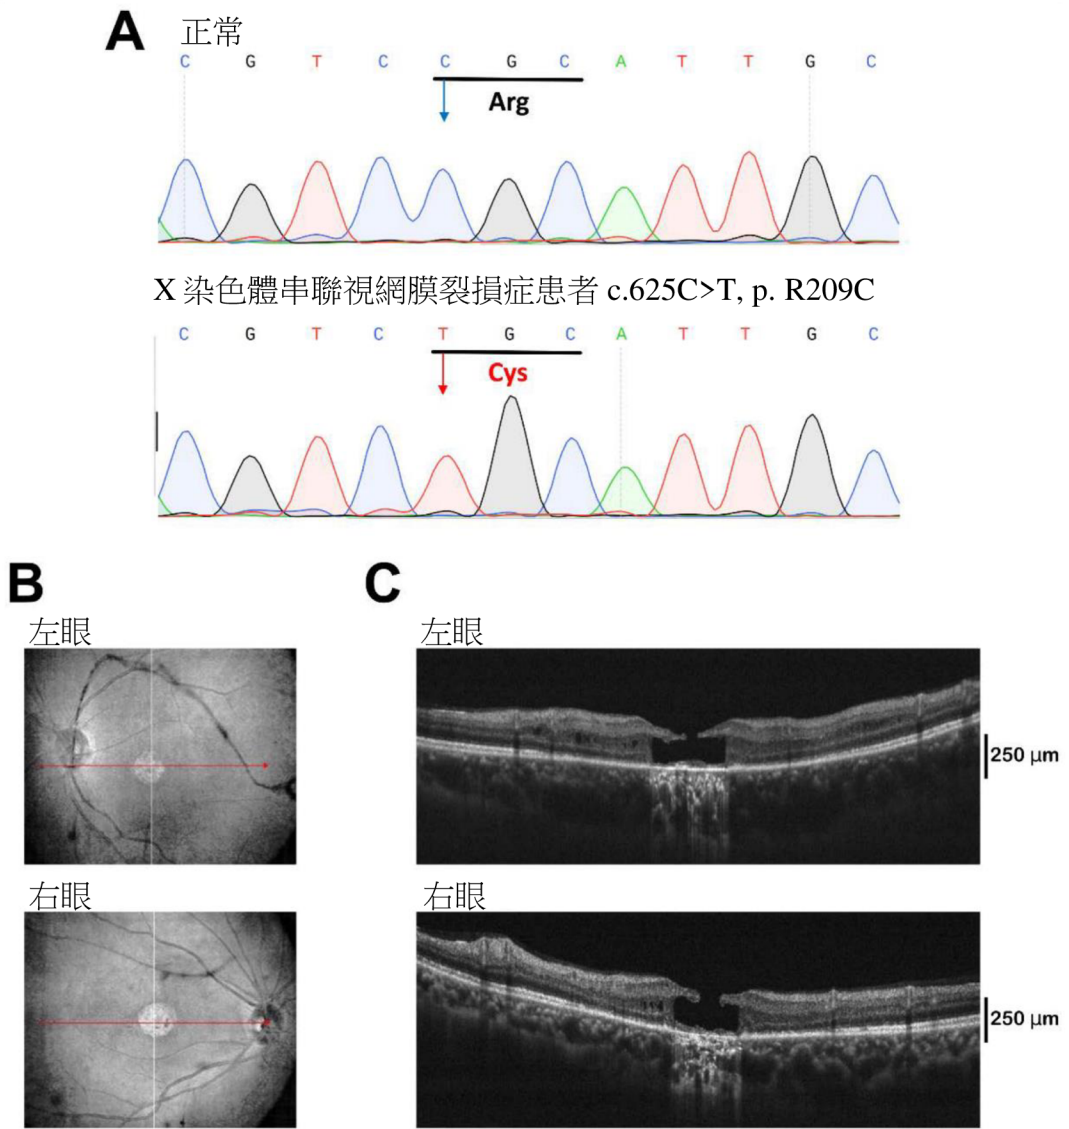 A 正常
C G T C C G C A T T G C
Arg
X 染色體串聯視網膜裂損症患者 c.625C>T, p. R209C
C G T C T G C A T T G C
Cys
B
左眼
右眼
C
左眼
250 μm
右眼
250 μm